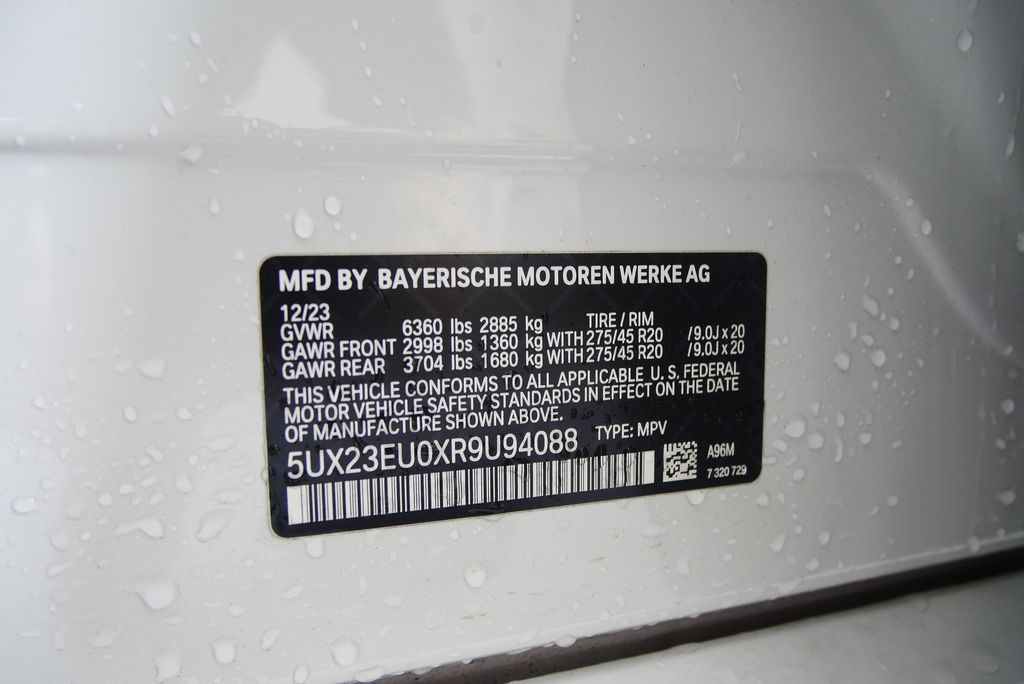 MFD BY BAYERISCHE MOTOREN WERKE AG
12/23 TIRE / RIM
GVWR 6360 lbs 2885 kg
GAWR FRONT 2998 lbs 1360 kg WITH 275/45 R20 /9.0J x 20
GAWR REAR 3704 lbs 1680 kg WITH 275/45 R20 /9.0J x 20
THIS VEHICLE CONFORMS TO ALL APPLICABLE U.S. FEDERAL
MOTOR VEHICLE SAFETY STANDARDS IN EFFECT ON THE DATE
OF MANUFACTURE SHOWN ABOVE.
5UX23EU0XR9U94088 TYPE: MPV
A96M
7 320 729